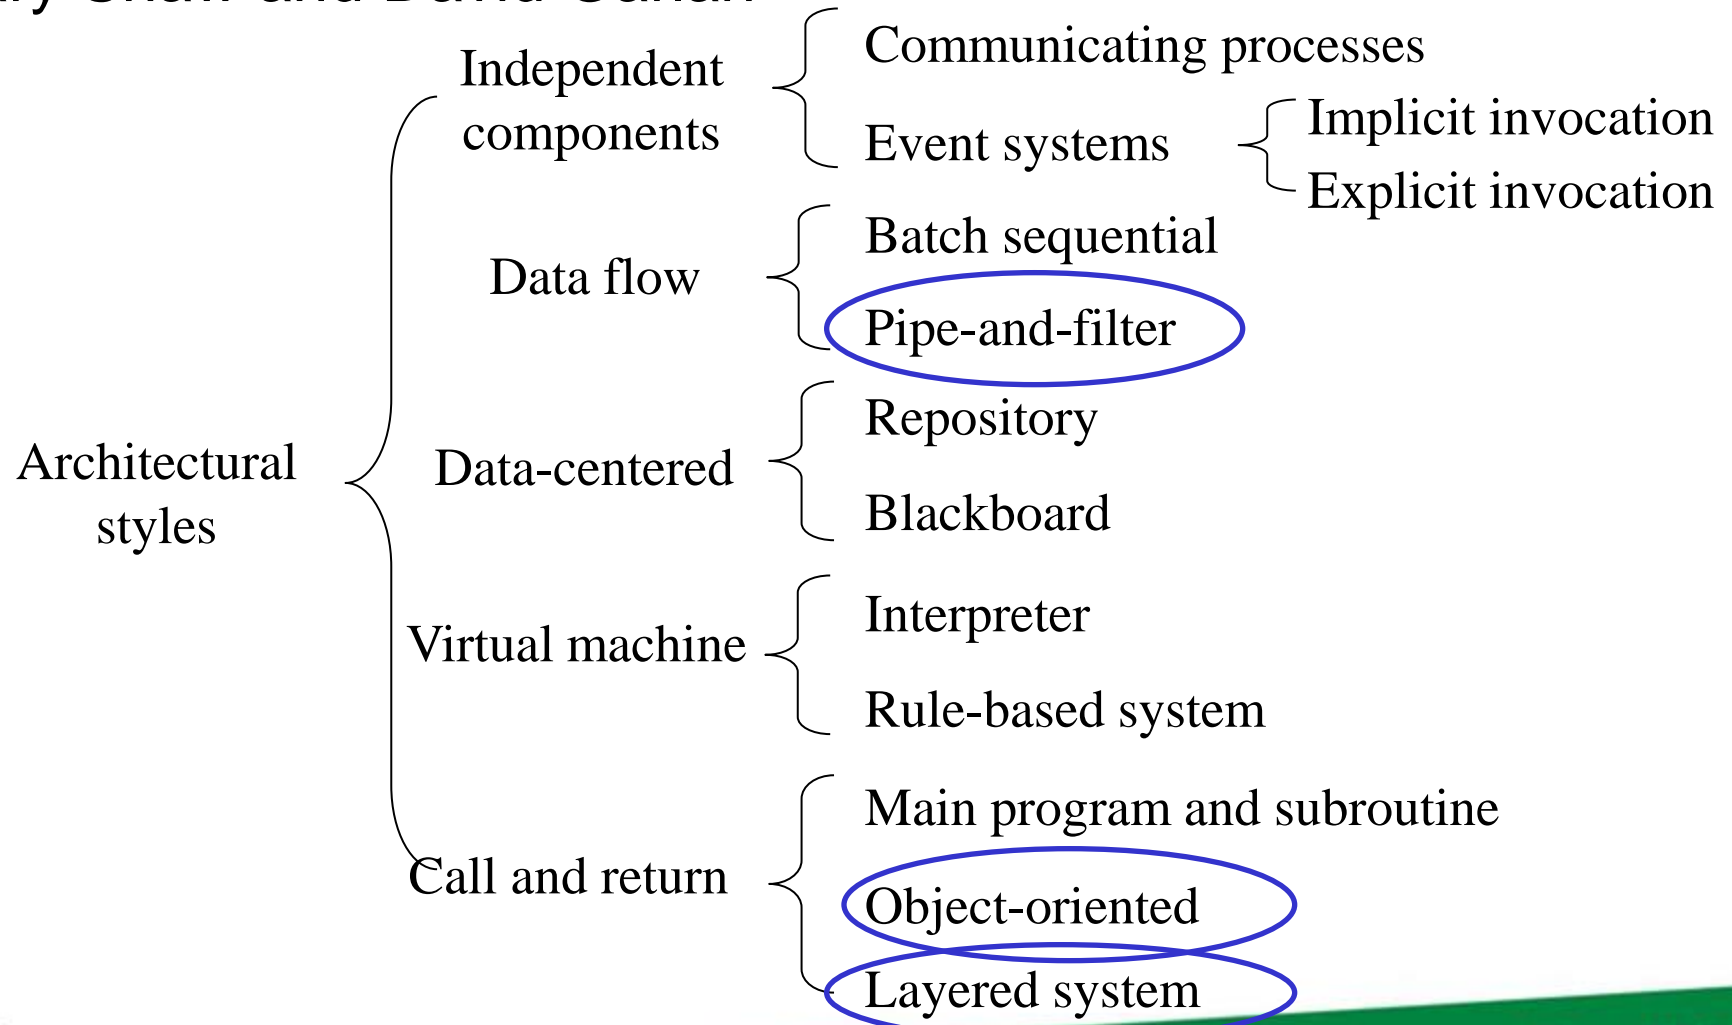 and David
Independent
components
Communicating processes
Event systems
Implicit invocation
Explicit invocation
Data flow
Batch sequential
Pipe-and-filter
Architectural
styles
Data-centered
Repository
Blackboard
Virtual machine
Interpreter
Rule-based system
Call and return
Main program and subroutine
Object-oriented
Layered system